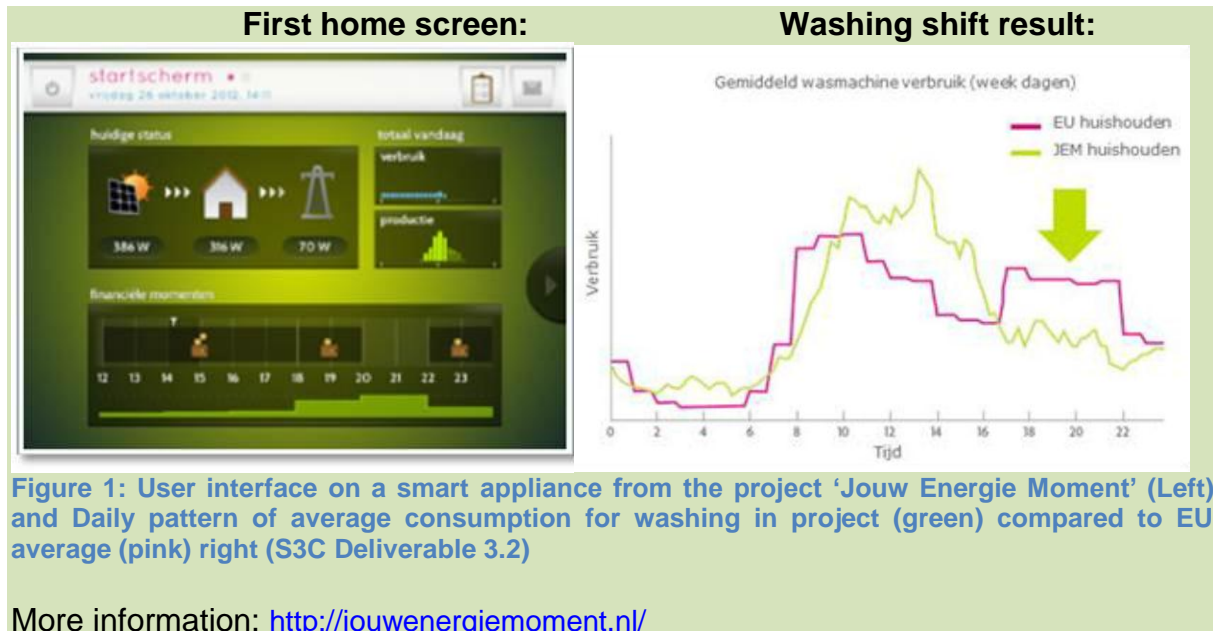 First home screen:
Washing shift result:
startscherm
vrijdag 26 oktober 2012, 14:11
huidige status
totaal vandaag
verbruik
productie
386 W
316 W
70 W
financiële momenten
12 13 14 15 16 17 18 19 20 21 22 23
Gemiddeld wasmachine verbruik (week dagen)
EU huishouden
JEM huishouden
Verbruik
0 2 4 6 8 10 12 14 16 18 20 22
Tijd
Figure 1: User interface on a smart appliance from the project ‘Jouw Energie Moment’ (Left)
and Daily pattern of average consumption for washing in project (green) compared to EU
average (pink) right (S3C Deliverable 3.2)
More information: http://jouwenergiemoment.nl/